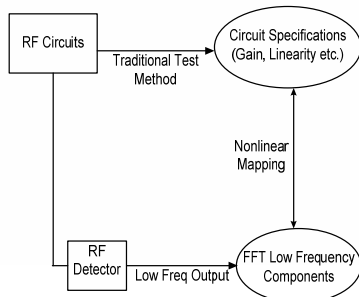 RF Circuits
Traditional Test
Method
Circuit Specifications
(Gain, Linearity etc.)
Nonlinear
Mapping
RF
Detector
Low Freq Output
FFT Low Frequency
Components